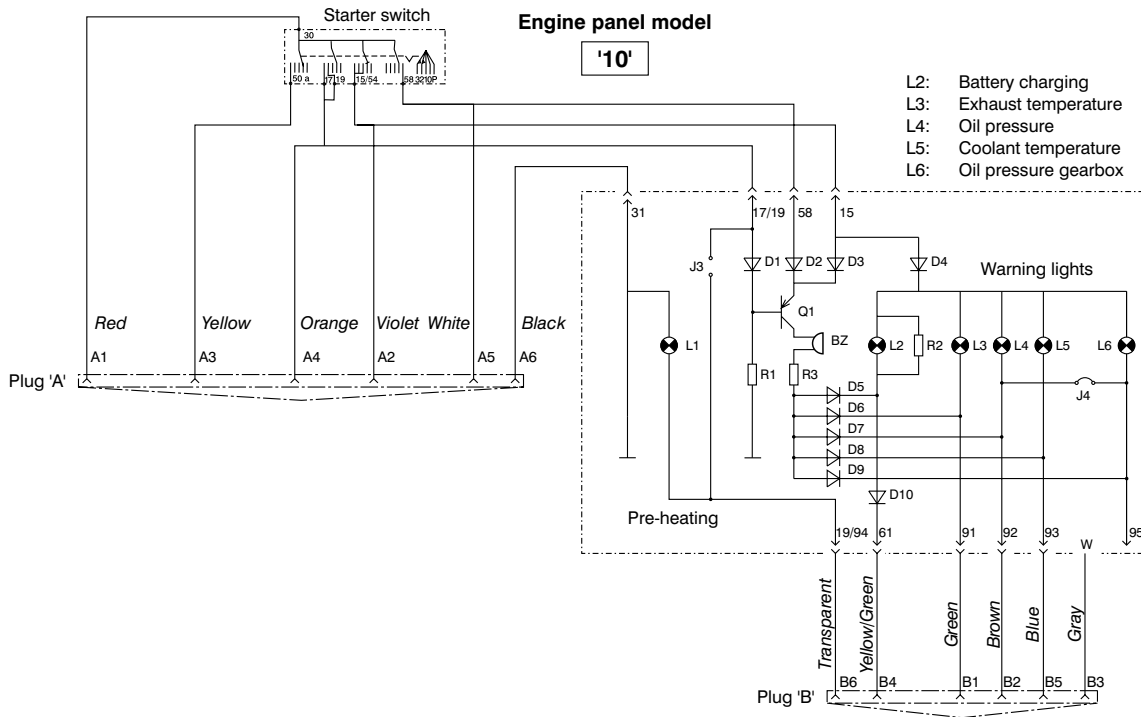 Starter switch
Engine panel model
'10'
30
50 a
17/19
15/54
58
3210P
L2: Battery charging
L3: Exhaust temperature
L4: Oil pressure
L5: Coolant temperature
L6: Oil pressure gearbox
31
17/19
58
15
J3
D1
D2
D3
D4
Warning lights
Q1
BZ
L1
L2
R2
L3
L4
L5
L6
R1
R3
J4
D5
D6
D7
D8
D9
D10
Pre-heating
Red
Yellow
Orange
Violet
White
Black
A1
A3
A4
A2
A5
A6
Plug 'A'
19/94
61
91
92
93
W
95
Transparent
Yellow/Green
Green
Brown
Blue
Gray
B6
B4
B1
B2
B5
B3
Plug 'B'